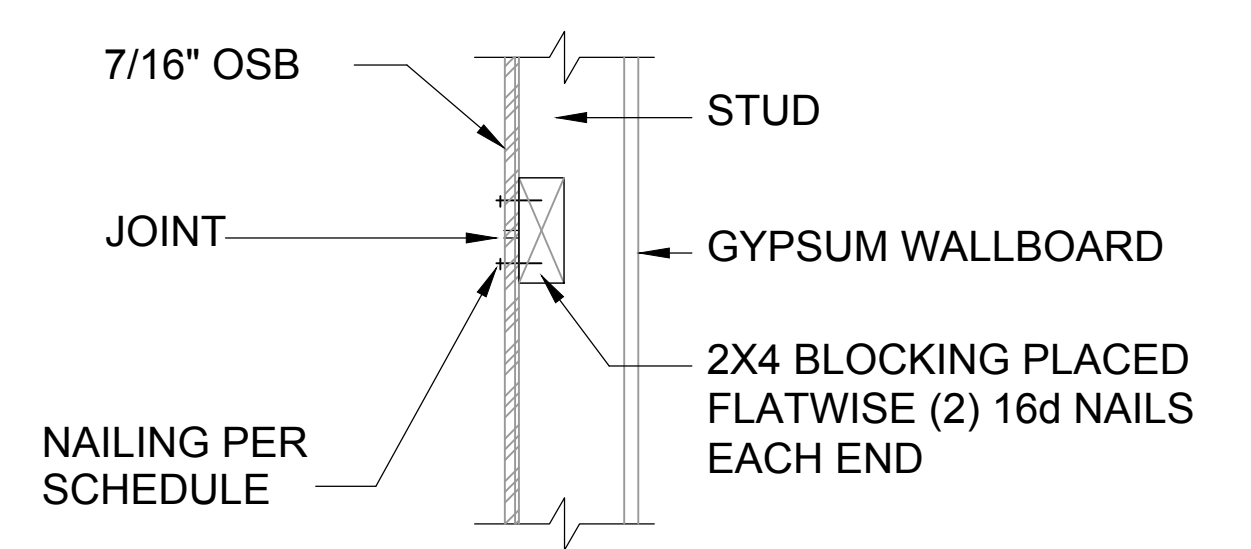 7/16" OSB
STUD
JOINT
GYPSUM WALLBOARD
2X4 BLOCKING PLACED
FLATWISE (2) 16d NAILS
EACH END
NAILING PER
SCHEDULE